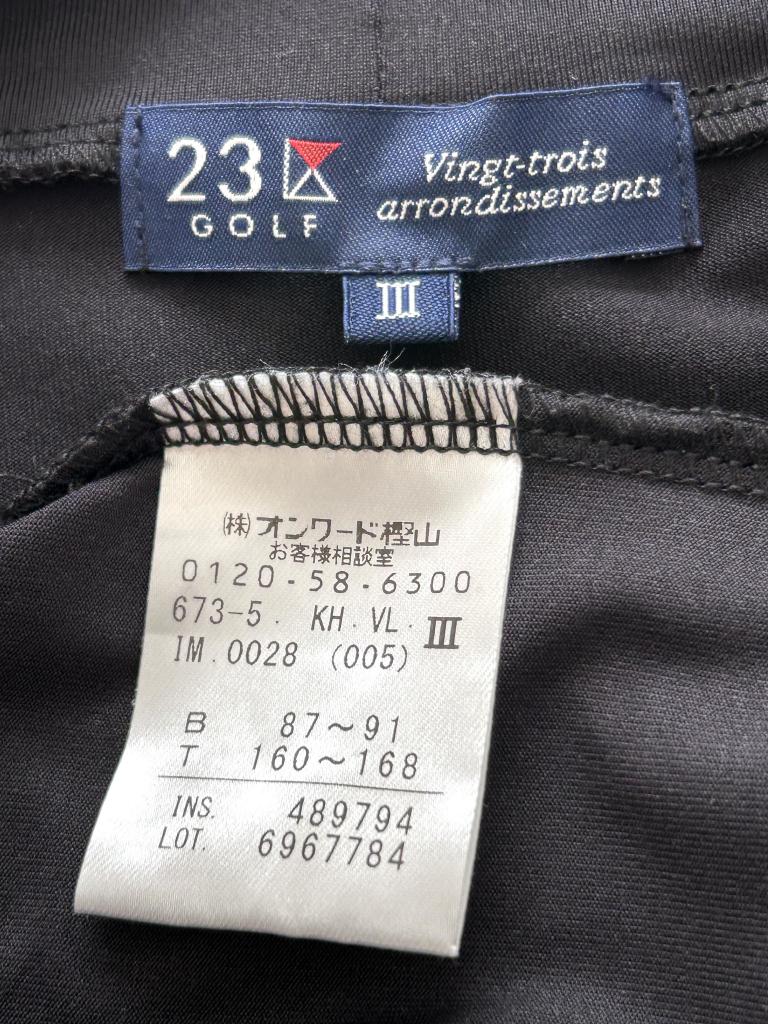 23
GOLF
Vingt-trois
arrondissements
III
㈱オンワード樫山
お客様相談室
0120-58-6300
673-5. KH.VL.III
IM.0028 (005)
B 87～91
T 160～168
INS. 489794
LOT. 6967784